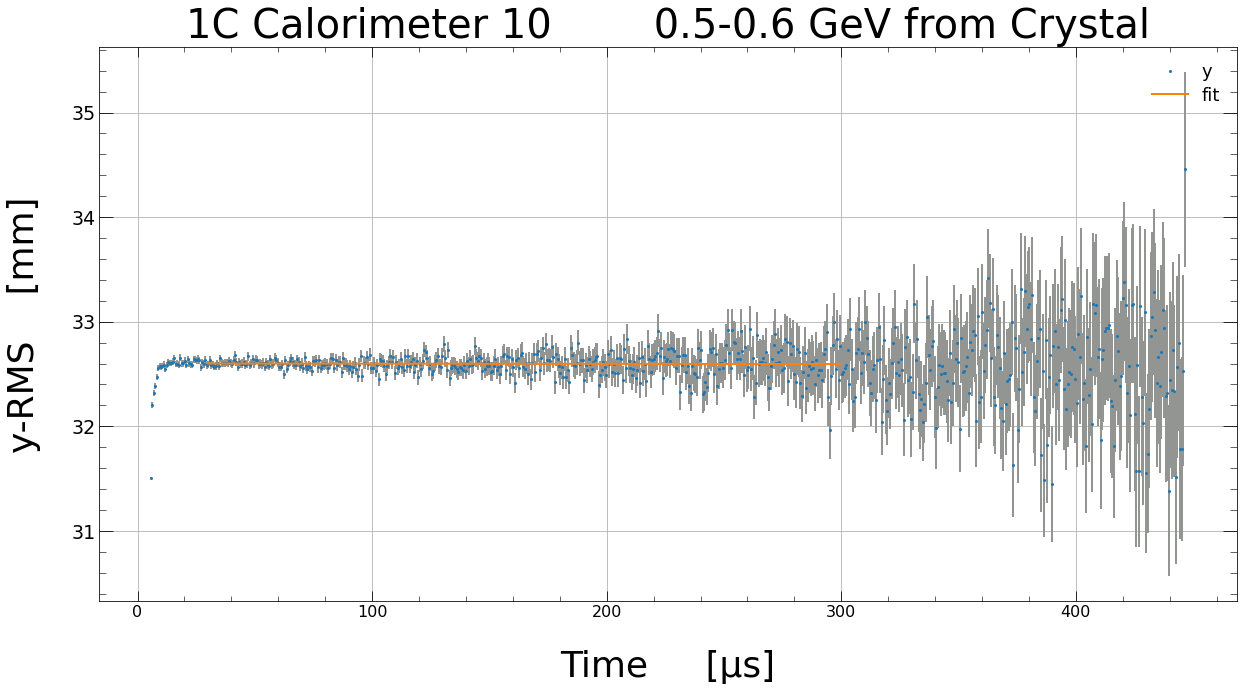 1C Calorimeter 10 0.5-0.6 GeV from Crystal
y
fit
35
34
33
32
31
y-RMS [mm]
0 100 200 300 400
Time [µs]